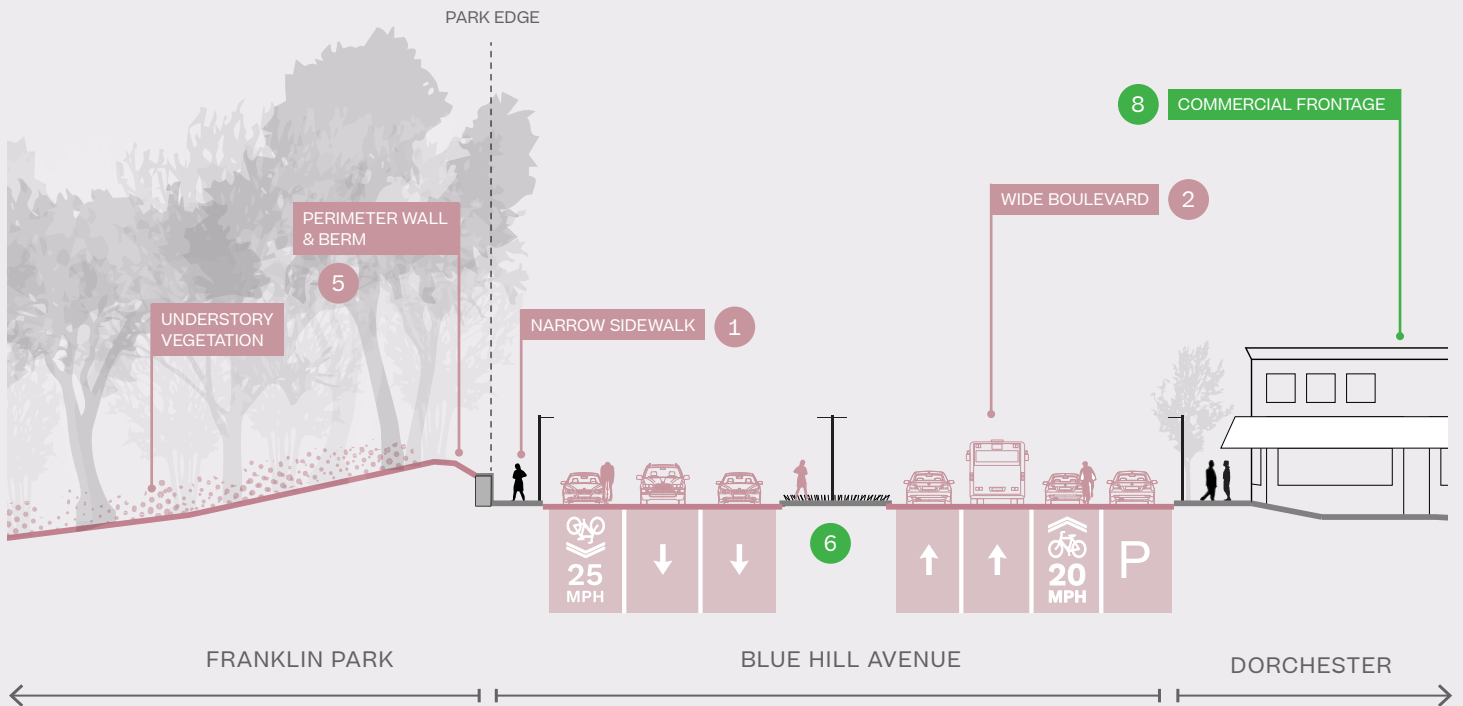 PARK EDGE
8
COMMERCIAL FRONTAGE
WIDE BOULEVARD
2
PERIMETER WALL
& BERM
5
UNDERSTORY
VEGETATION
NARROW SIDEWALK
1
6
25
MPH
20
MPH
P
FRANKLIN PARK
BLUE HILL AVENUE
DORCHESTER